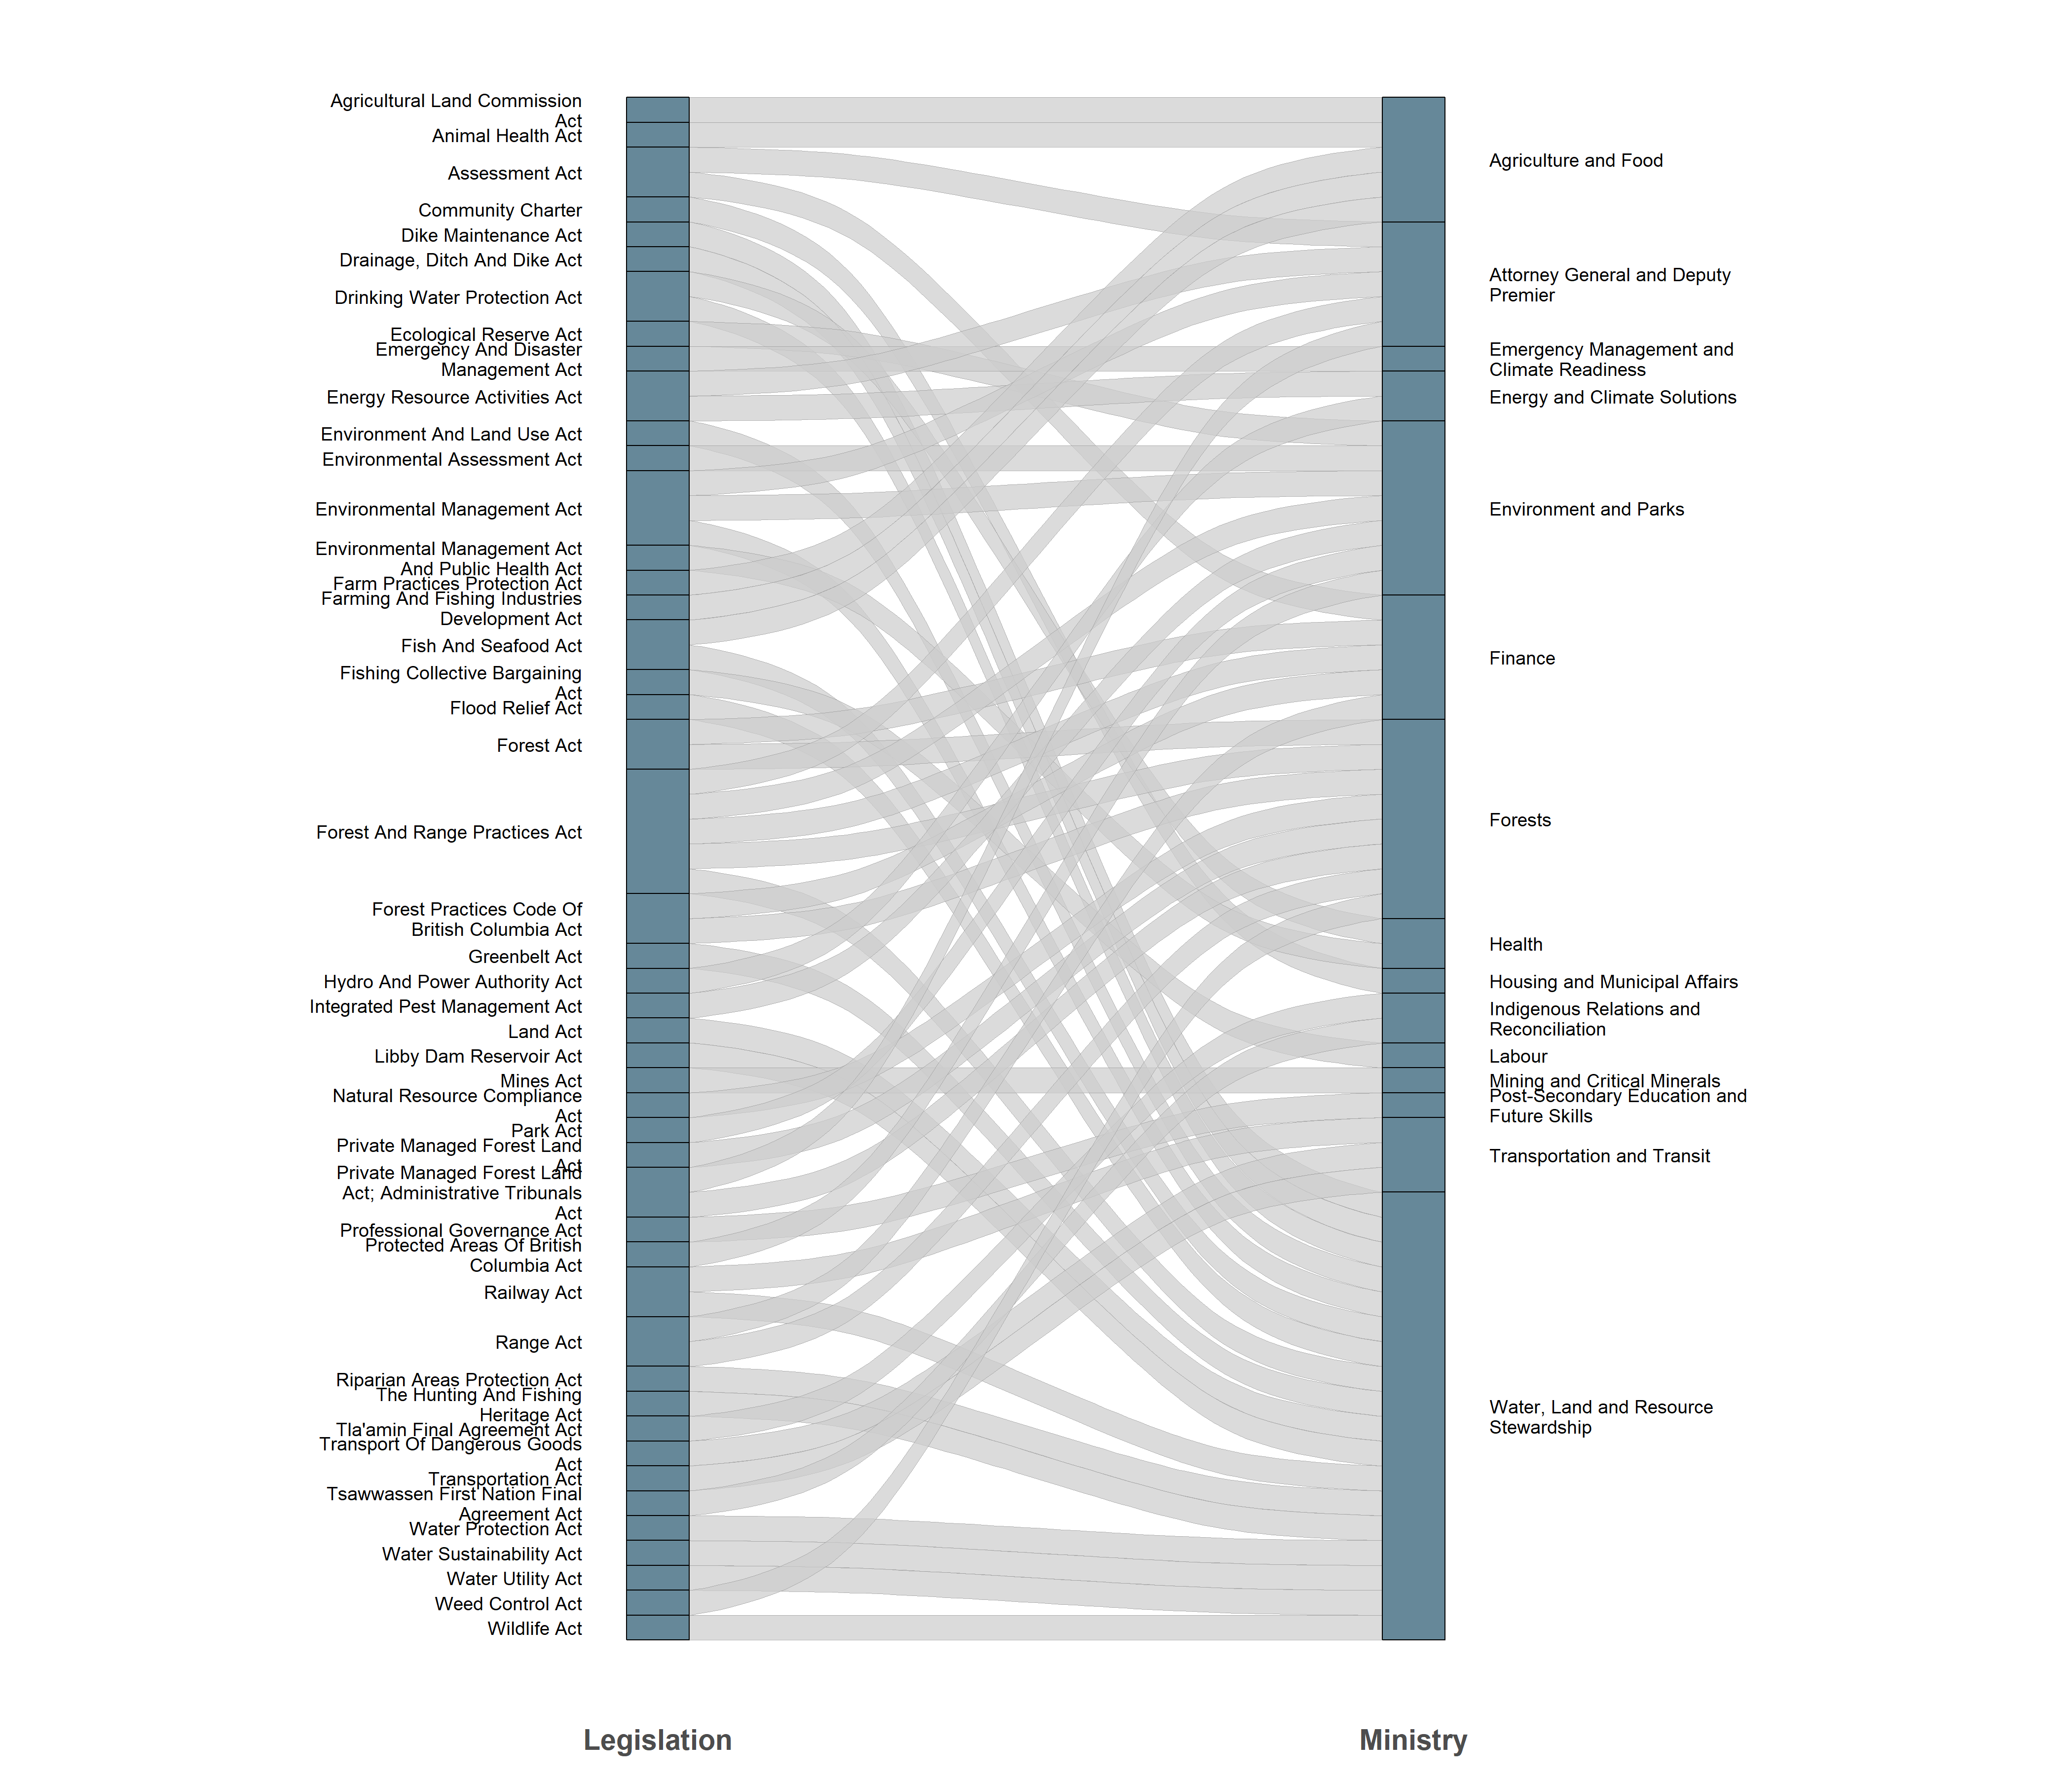 Agricultural Land Commission
Act
Animal Health Act
Assessment Act
Community Charter
Dike Maintenance Act
Drainage, Ditch And Dike Act
Drinking Water Protection Act
Ecological Reserve Act
Emergency And Disaster
Management Act
Energy Resource Activities Act
Environment And Land Use Act
Environmental Assessment Act
Environmental Management Act
Environmental Management Act
And Public Health Act
Farm Practices Protection Act
Farming And Fishing Industries
Development Act
Fish And Seafood Act
Fishing Collective Bargaining
Act
Flood Relief Act
Forest Act
Forest And Range Practices Act
Forest Practices Code Of
British Columbia Act
Greenbelt Act
Hydro And Power Authority Act
Integrated Pest Management Act
Land Act
Libby Dam Reservoir Act
Mines Act
Natural Resource Compliance
Act
Park Act
Private Managed Forest Land
Act
Private Managed Forest Land
Act; Administrative Tribunals
Act
Professional Governance Act
Protected Areas Of British
Columbia Act
Railway Act
Range Act
Riparian Areas Protection Act
The Hunting And Fishing
Heritage Act
Tla'amin Final Agreement Act
Transport Of Dangerous Goods
Act
Transportation Act
Tsawwassen First Nation Final
Agreement Act
Water Protection Act
Water Sustainability Act
Water Utility Act
Weed Control Act
Wildlife Act
Agriculture and Food
Attorney General and Deputy
Premier
Emergency Management and
Climate Readiness
Energy and Climate Solutions
Environment and Parks
Finance
Forests
Health
Housing and Municipal Affairs
Indigenous Relations and
Reconciliation
Labour
Mining and Critical Minerals
Post-Secondary Education and
Future Skills
Transportation and Transit
Water, Land and Resource
Stewardship
Legislation
Ministry